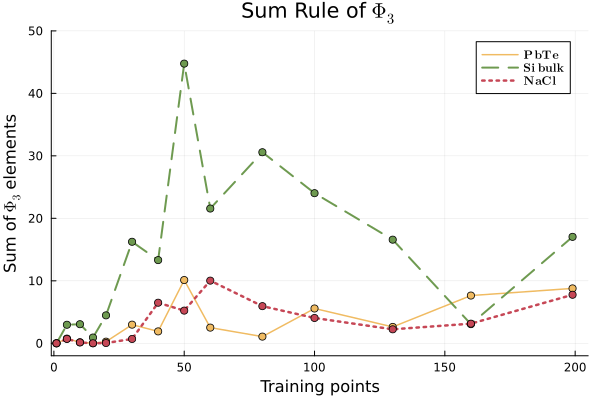 Sum Rule of Φ₃
50
40
30
20
10
0
Sum of Φ₃ elements
PbTe
Si bulk
NaCl
0 50 100 150 200
Training points